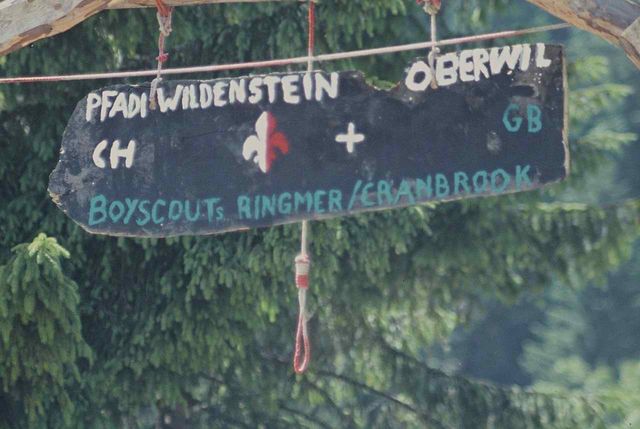 PFADI WILDENSTEIN OBERWIL
CH + GB
BOYSCOUTs RINGMER/CRANBROOK